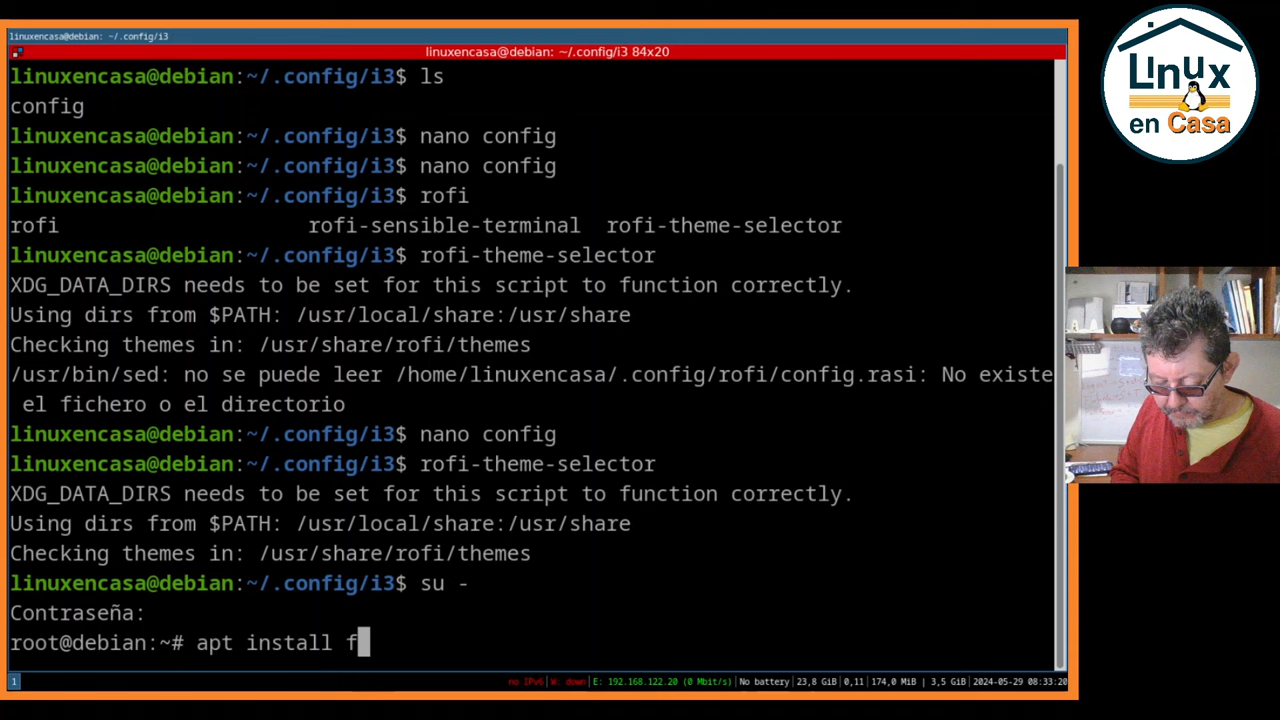 linuxencasa@debian: ~/.config/i3
linuxencasa@debian: ~/.config/i3 84x20
linuxencasa@debian:~/.config/i3$ ls
config
linuxencasa@debian:~/.config/i3$ nano config
linuxencasa@debian:~/.config/i3$ nano config
linuxencasa@debian:~/.config/i3$ rofi
rofi rofi-sensible-terminal rofi-theme-selector
linuxencasa@debian:~/.config/i3$ rofi-theme-selector
XDG_DATA_DIRS needs to be set for this script to function correctly.
Using dirs from $PATH: /usr/local/share:/usr/share
Checking themes in: /usr/share/rofi/themes
/usr/bin/sed: no se puede leer /home/linuxencasa/.config/rofi/config.rasi: No existe
el fichero o el directorio
linuxencasa@debian:~/.config/i3$ nano config
linuxencasa@debian:~/.config/i3$ rofi-theme-selector
XDG_DATA_DIRS needs to be set for this script to function correctly.
Using dirs from $PATH: /usr/local/share:/usr/share
Checking themes in: /usr/share/rofi/themes
linuxencasa@debian:~/.config/i3$ su -
Contraseña:
root@debian:~# apt install f
1
no IPv6|W: down|E: 192.168.122.20 (0 Mbit/s)|No battery|23,8 GiB|0,11|174,0 MiB | 3,5 GiB|2024-05-29 08:33:20
Linux
en Casa